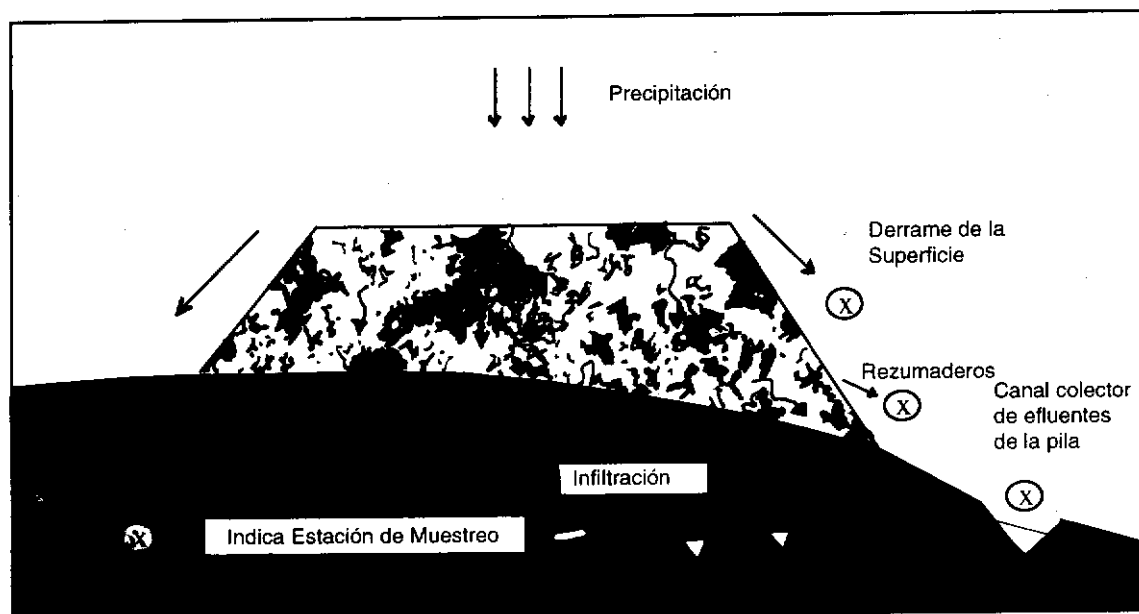 Precipitación
Derrame de la
Superficie
X
Rezumaderos
X
Canal colector
de efluentes
de la pila
X
Infiltración
X
Indica Estación de Muestreo